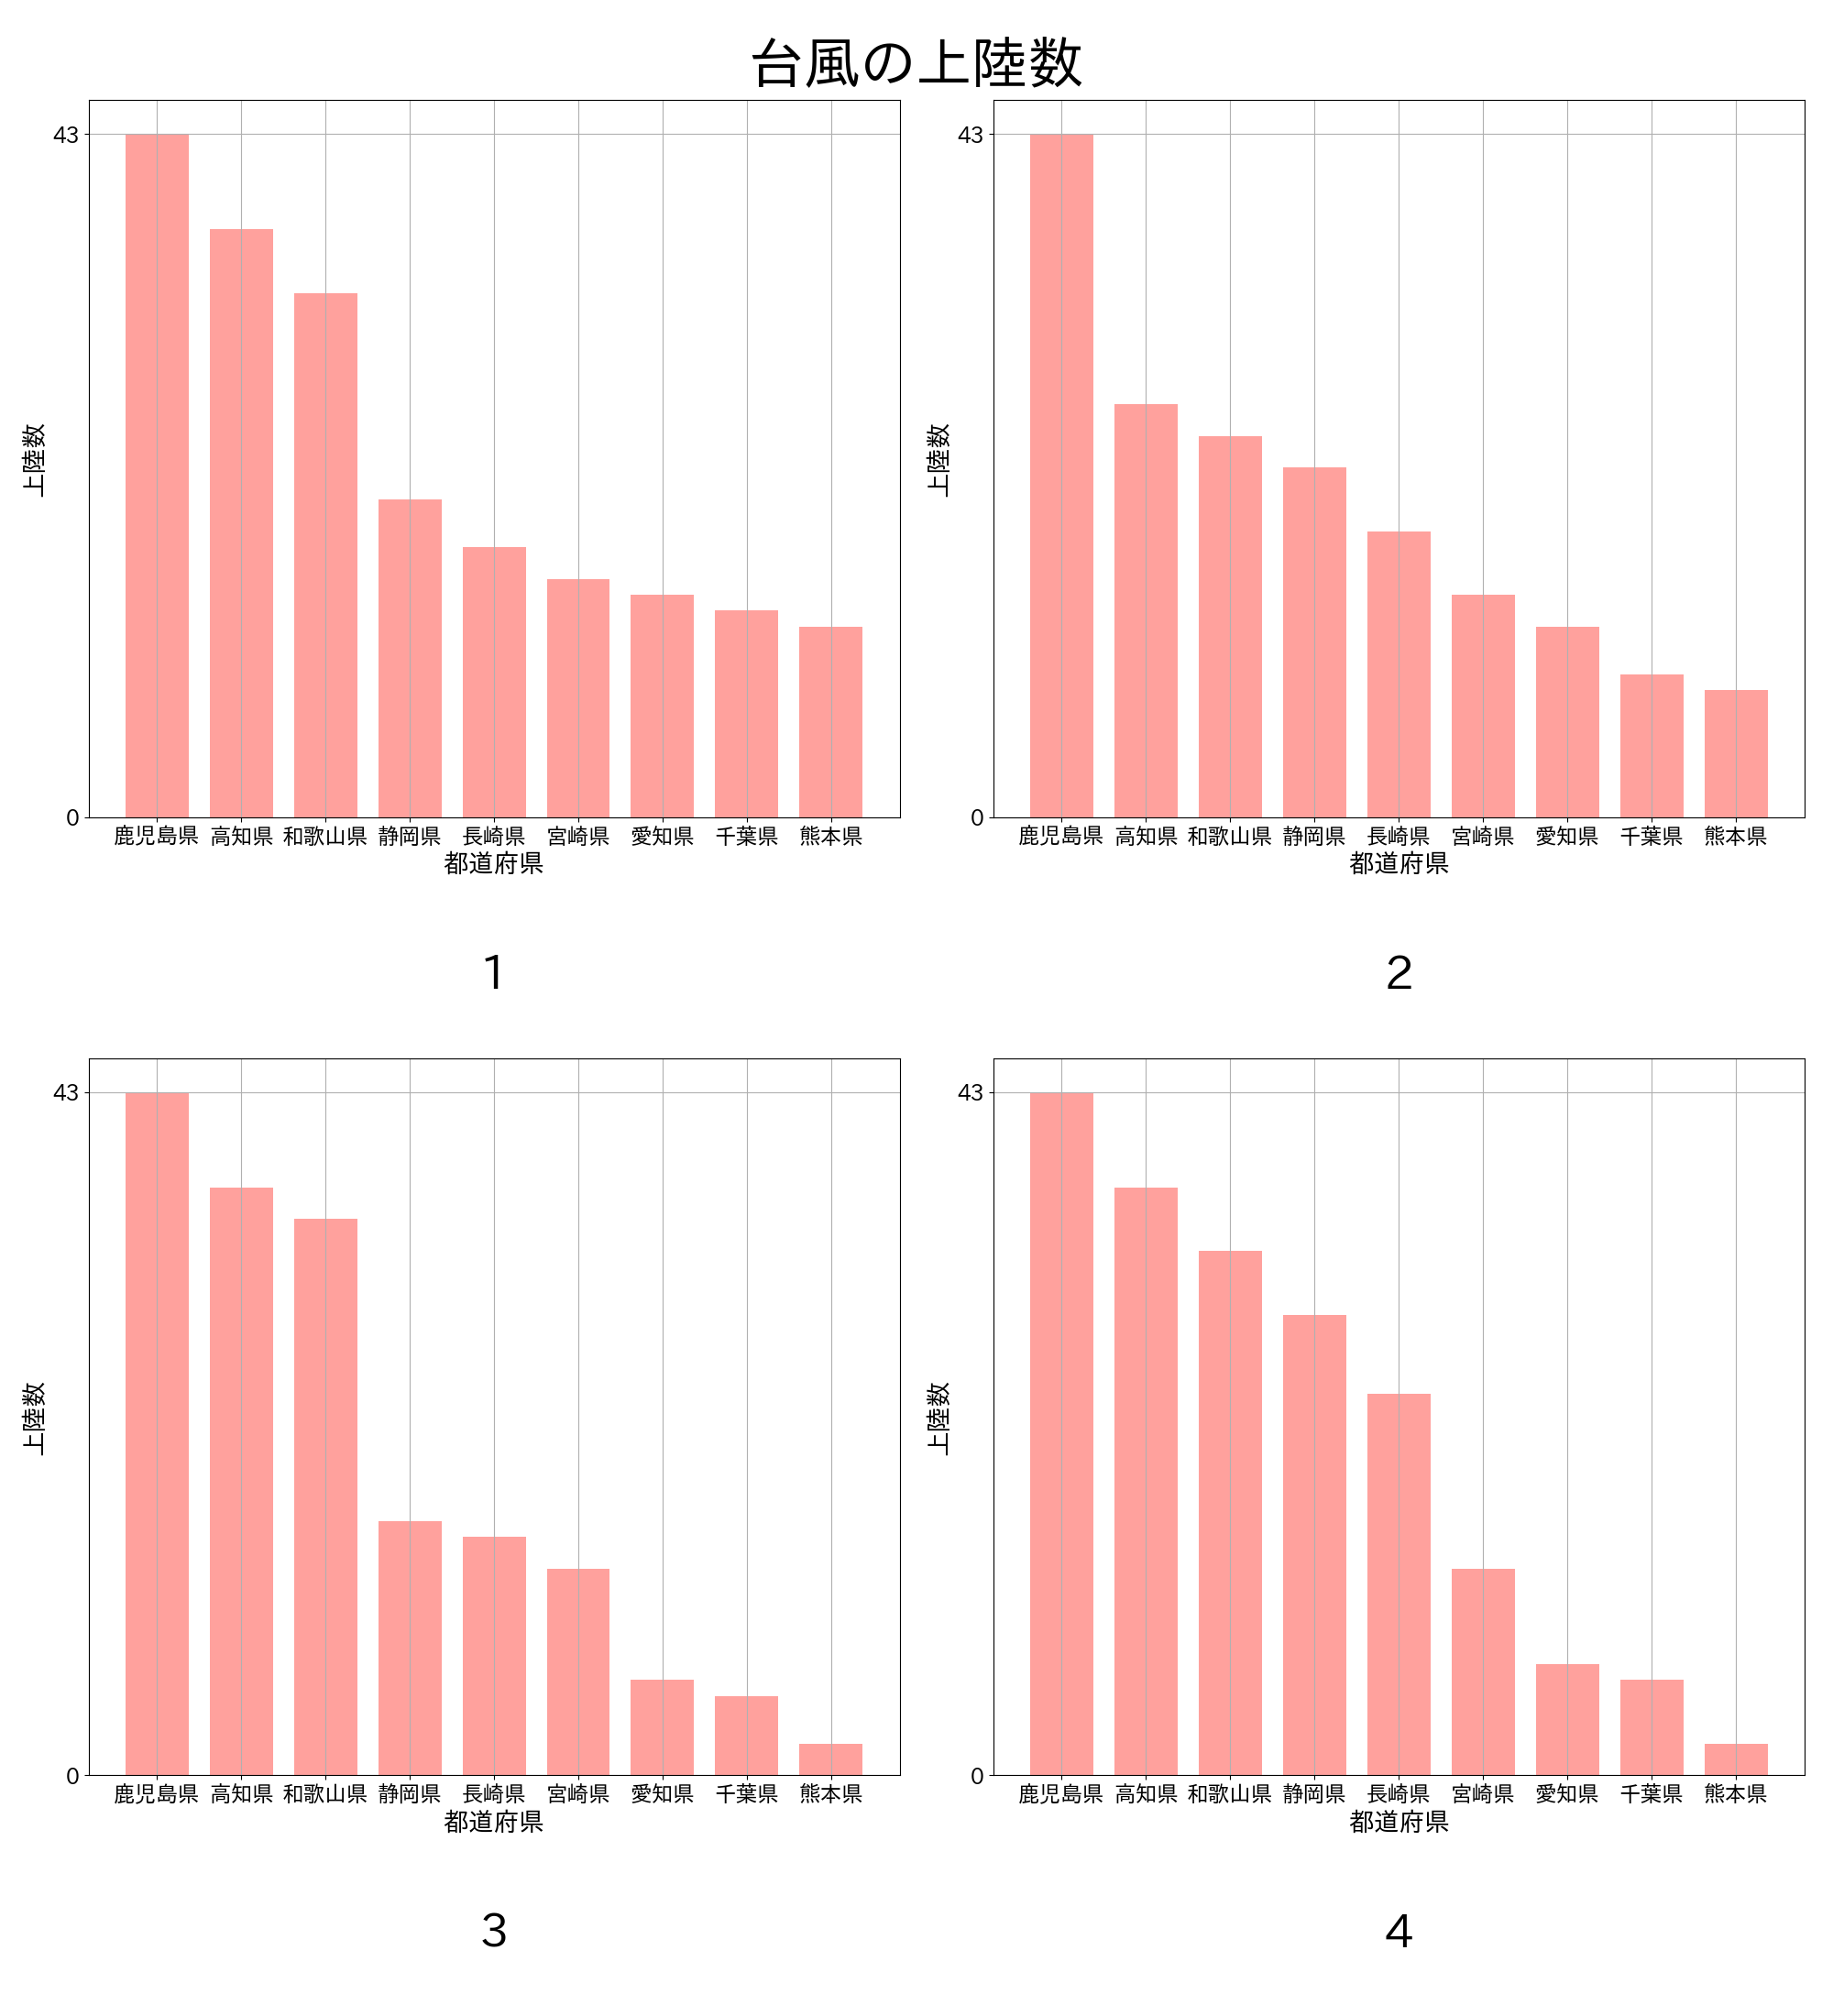 台風の上陸数
43
0
上陸数
鹿児島県 高知県 和歌山県 静岡県 長崎県 宮崎県 愛知県 千葉県 熊本県
都道府県
1
43
0
上陸数
鹿児島県 高知県 和歌山県 静岡県 長崎県 宮崎県 愛知県 千葉県 熊本県
都道府県
2
43
0
上陸数
鹿児島県 高知県 和歌山県 静岡県 長崎県 宮崎県 愛知県 千葉県 熊本県
都道府県
3
43
0
上陸数
鹿児島県 高知県 和歌山県 静岡県 長崎県 宮崎県 愛知県 千葉県 熊本県
都道府県
4